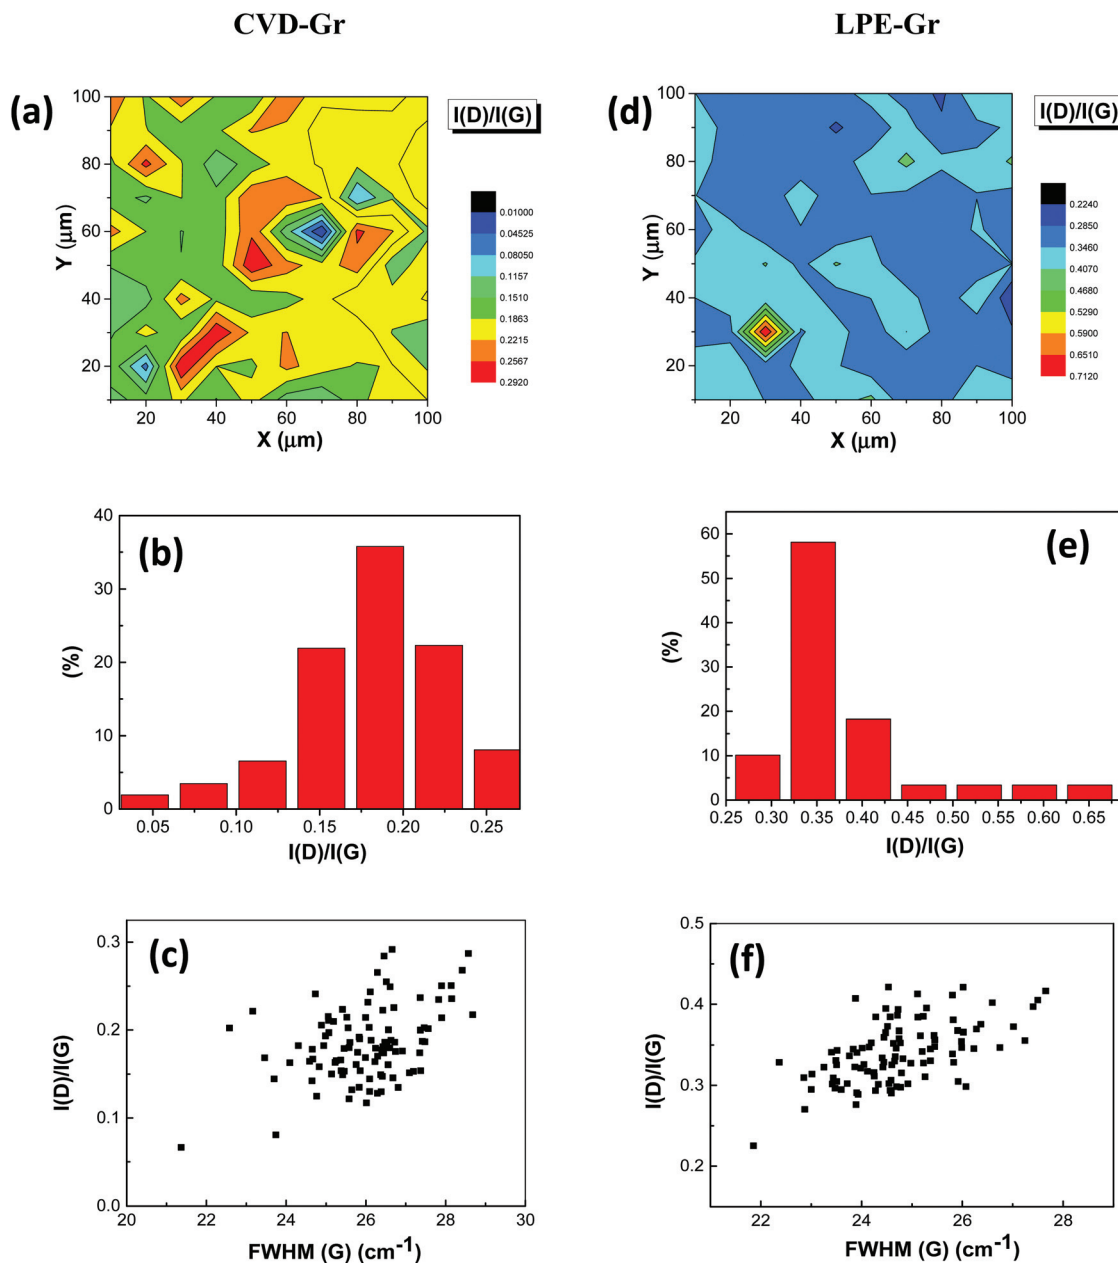 CVD-Gr
LPE-Gr
(a)
I(D)/I(G)
100
80
60
40
20
Y (μm)
20 40 60 80 100
X (μm)
0.01000
0.04525
0.08050
0.1157
0.1510
0.1863
0.2215
0.2567
0.2920
(d)
I(D)/I(G)
100
80
60
40
20
Y (μm)
20 40 60 80 100
X (μm)
0.2240
0.2850
0.3460
0.4070
0.4680
0.5290
0.5900
0.6510
0.7120
(b)
40
30
20
10
0
(%)
0.05 0.10 0.15 0.20 0.25
I(D)/I(G)
(e)
60
50
40
30
20
10
0
(%)
0.25 0.30 0.35 0.40 0.45 0.50 0.55 0.60 0.65
I(D)/I(G)
(c)
0.3
0.2
0.1
0.0
I(D)/I(G)
20 22 24 26 28 30
FWHM (G) (cm⁻¹)
(f)
0.5
0.4
0.3
0.2
I(D)/I(G)
22 24 26 28
FWHM (G) (cm⁻¹)